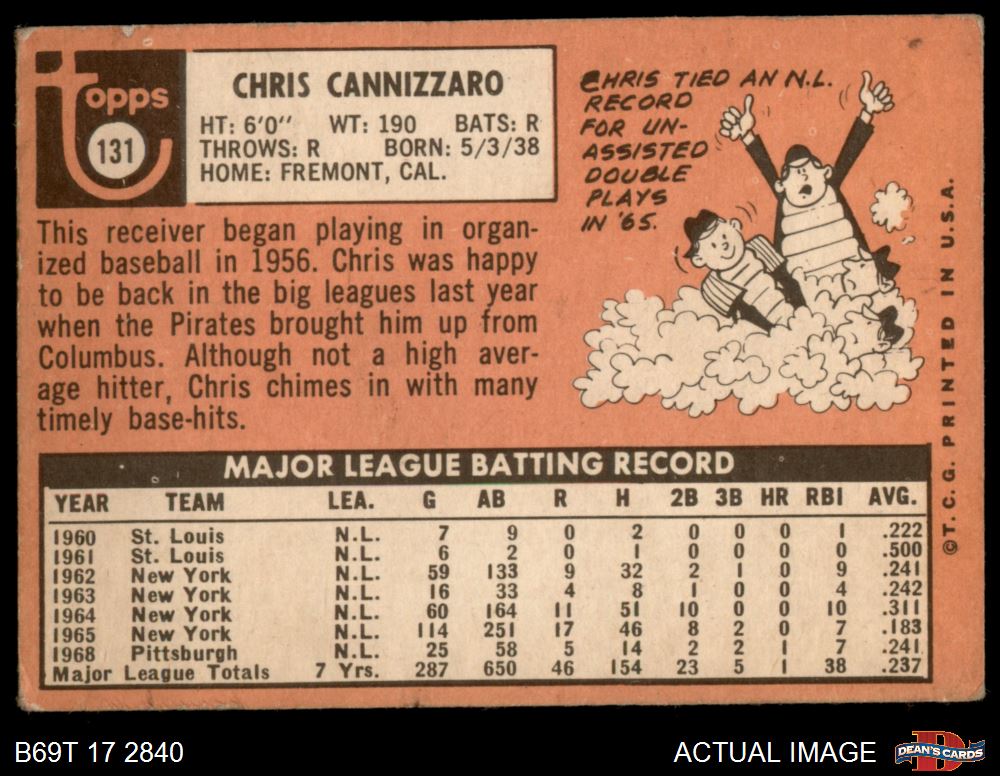 topps
131
CHRIS CANNIZZARO
HT: 6'0" WT: 190 BATS: R
THROWS: R BORN: 5/3/38
HOME: FREMONT, CAL.
CHRIS TIED AN N.L.
RECORD
FOR UN-
ASSISTED
DOUBLE
PLAYS
IN '65.
This receiver began playing in organ-
ized baseball in 1956. Chris was happy
to be back in the big leagues last year
when the Pirates brought him up from
Columbus. Although not a high aver-
age hitter, Chris chimes in with many
timely base-hits.
MAJOR LEAGUE BATTING RECORD
YEAR TEAM LEA. G AB R H 2B 3B HR RBI AVG.
1960 St. Louis N.L. 7 9 0 2 0 0 0 1 .222
1961 St. Louis N.L. 6 2 0 1 0 0 0 0 .500
1962 New York N.L. 59 133 9 32 2 1 0 9 .241
1963 New York N.L. 16 33 4 8 1 0 0 4 .242
1964 New York N.L. 60 164 11 51 10 0 0 10 .311
1965 New York N.L. 114 251 17 46 8 2 0 7 .183
1968 Pittsburgh N.L. 25 58 5 14 2 2 1 7 .241
Major League Totals 7 Yrs. 287 650 46 154 23 5 1 38 .237
©T.C.G. PRINTED IN U.S.A.
B69T 17 2840
ACTUAL IMAGE
DEAN'S CARDS